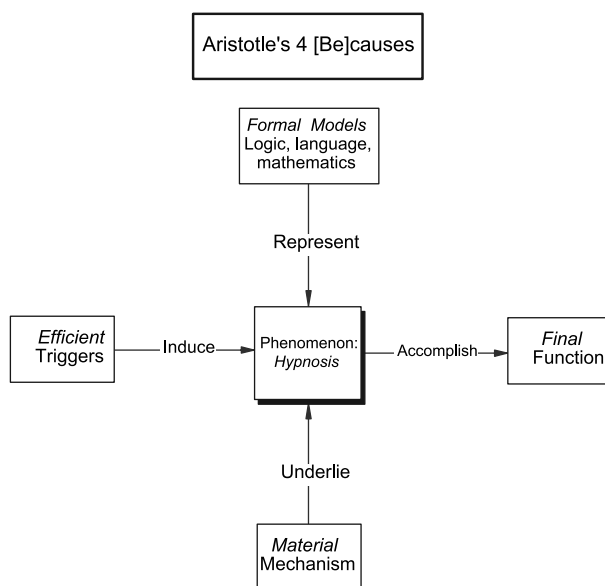 Aristotle's 4 [Be]causes
Formal Models
Logic, language,
mathematics
Represent
Efficient
Triggers
Induce
Phenomenon:
Hypnosis
Accomplish
Final
Function
Underlie
Material
Mechanism